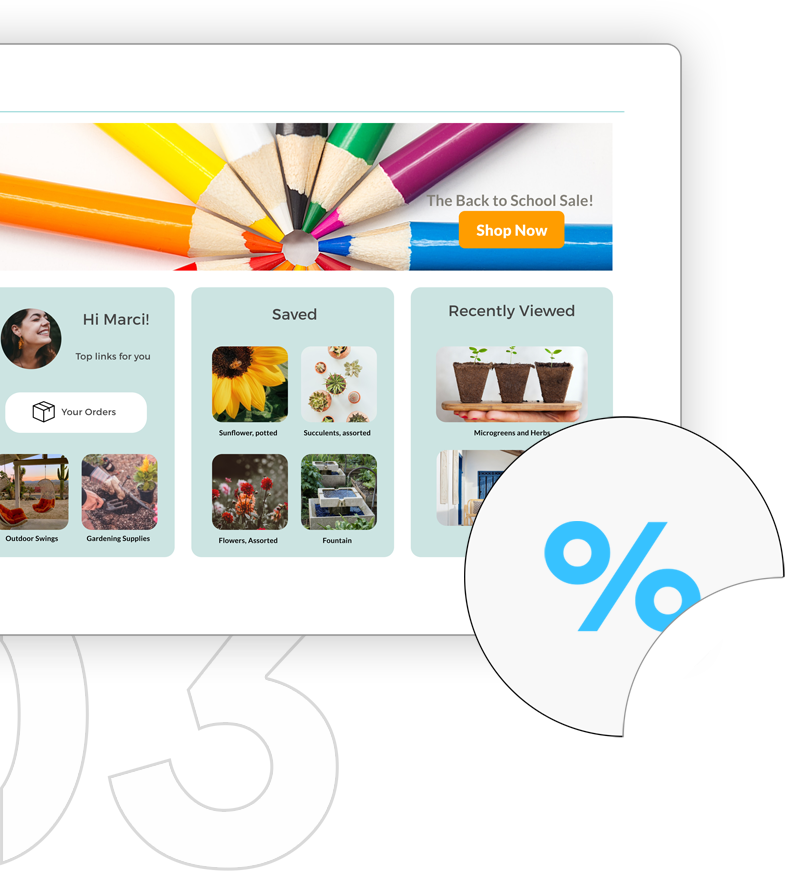 The Back to School Sale!
Shop Now
Hi Marci!
Top links for you
Your Orders
Outdoor Swings
Gardening Supplies
Saved
Sunflower, potted
Succulents, assorted
Flowers, Assorted
Fountain
Recently Viewed
Microgreens and Herbs
%
03